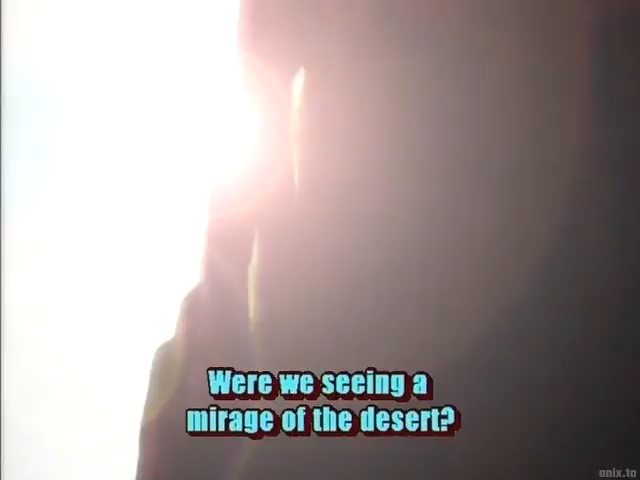 Were we seeing a
mirage of the desert?
anix.to